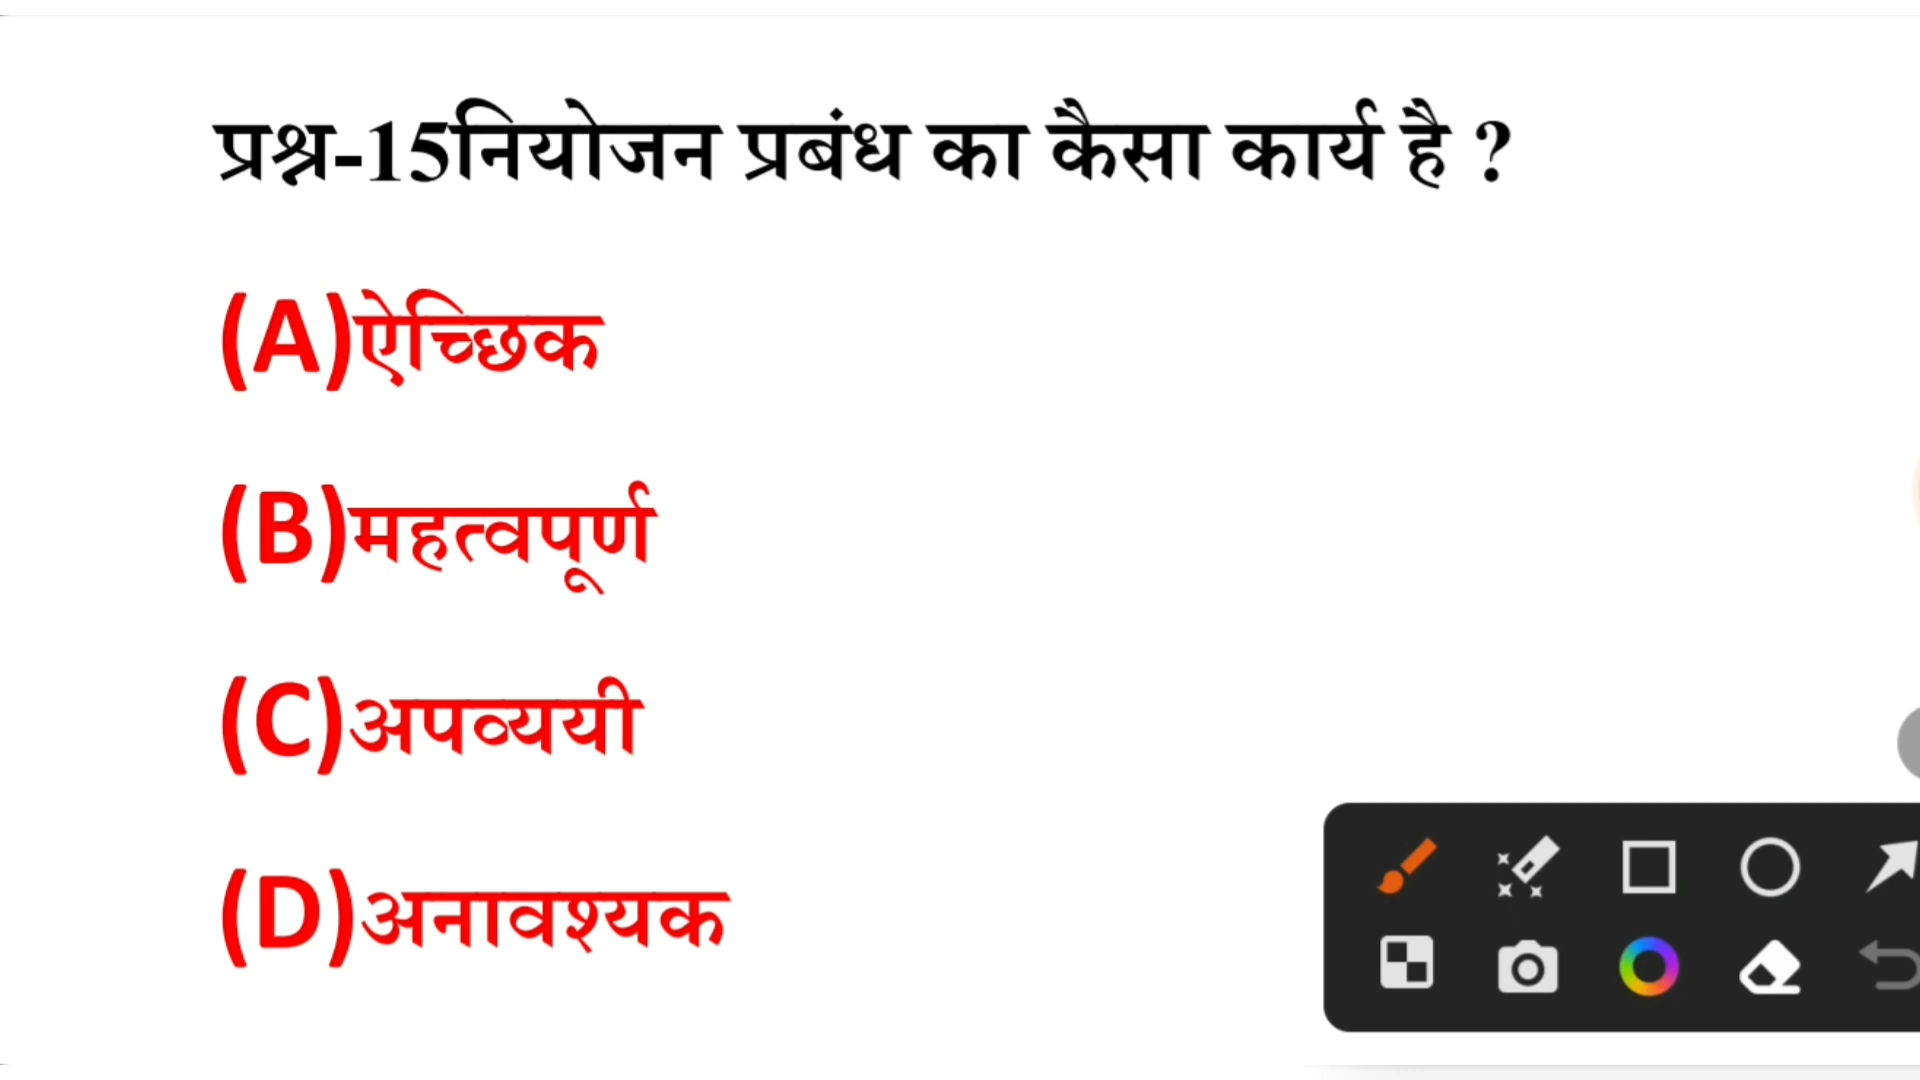 प्रश्न-15नियोजन प्रबंध का कैसा कार्य है ?
(A)ऐच्छिक
(B)महत्वपूर्ण
(C)अपव्ययी
(D)अनावश्यक